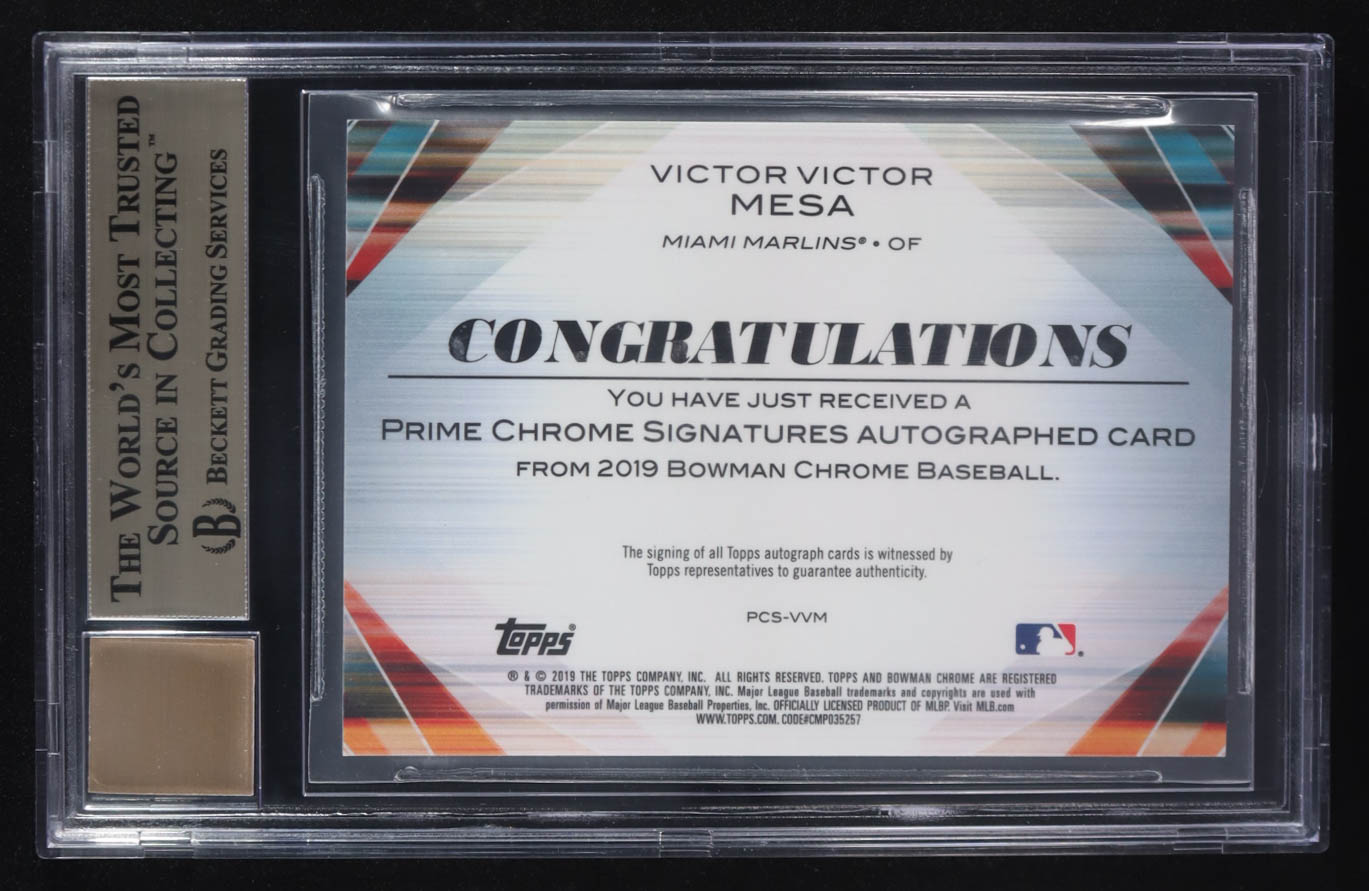 THE WORLD'S MOST TRUSTED
SOURCE IN COLLECTING™
B BECKETT GRADING SERVICES
VICTOR VICTOR
MESA
MIAMI MARLINS® • OF
CONGRATULATIONS
YOU HAVE JUST RECEIVED A
PRIME CHROME SIGNATURES AUTOGRAPHED CARD
FROM 2019 BOWMAN CHROME BASEBALL.
The signing of all Topps autograph cards is witnessed by
Topps representatives to guarantee authenticity.
PCS-VVM
topps®
® & © 2019 THE TOPPS COMPANY, INC. ALL RIGHTS RESERVED. TOPPS AND BOWMAN CHROME ARE REGISTERED
TRADEMARKS OF THE TOPPS COMPANY, INC. Major League Baseball trademarks and copyrights are used with
permission of Major League Baseball Properties, Inc. OFFICIALLY LICENSED PRODUCT OF MLBP. Visit MLB.com
WWW.TOPPS.COM. CODE#CMP035257